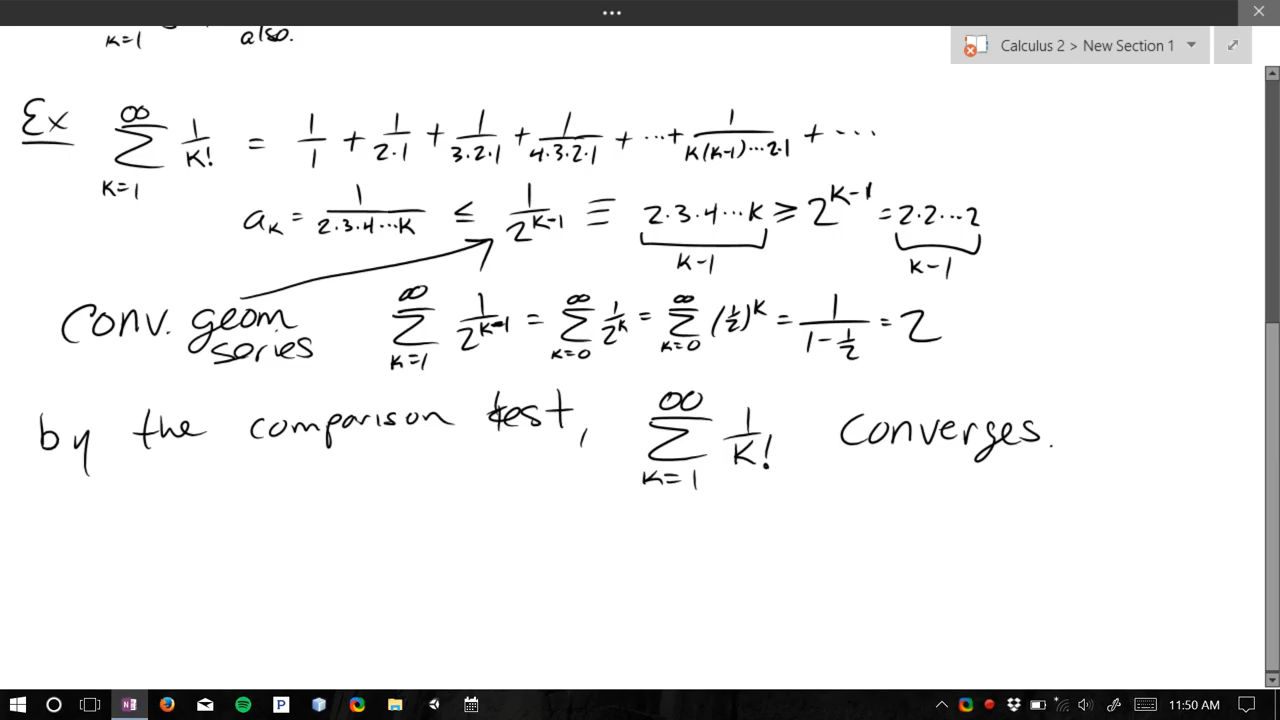 •••
k=1 also.
Calculus 2 > New Section 1
Ex ∞∑k=1 1/k! = 1/1 + 1/2·1 + 1/3·2·1 + 1/4·3·2·1 + ···+ 1/k(k-1)···2·1 + ···
aₖ = 1/2·3·4···k ≤ 1/2^(k-1) ≡ 2·3·4···k ≥ 2^(k-1) = 2·2···2
k-1 k-1
Conv. geom series ∞∑k=1 1/2^(k-1) = ∞∑k=0 1/2^k = ∞∑k=0 (1/2)^k = 1/(1-1/2) = 2
by the comparison test, ∞∑k=1 1/k! converges.
11:50 AM